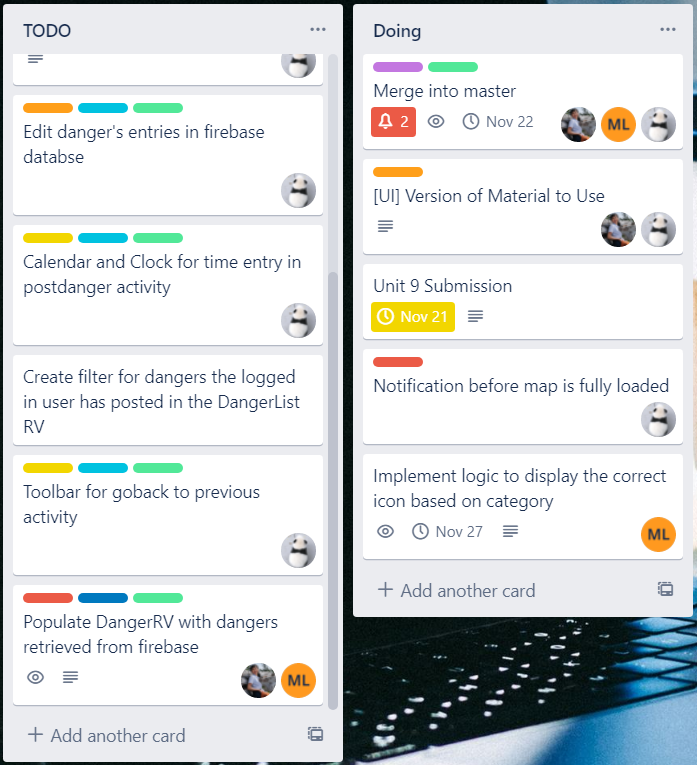 TODO
Edit danger's entries in firebase
databse
Calendar and Clock for time entry in
postdanger activity
Create filter for dangers the logged
in user has posted in the DangerList
RV
Toolbar for goback to previous
activity
Populate DangerRV with dangers
retrieved from firebase
ML
+ Add another card
Doing
Merge into master
2
Nov 22
ML
[UI] Version of Material to Use
Unit 9 Submission
Nov 21
Notification before map is fully loaded
Implement logic to display the correct
icon based on category
Nov 27
ML
+ Add another card